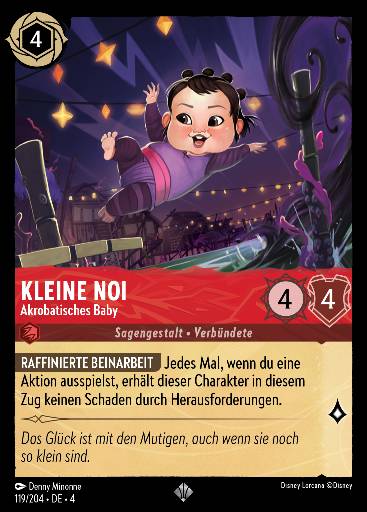 4
KLEINE NOI
Akrobatisches Baby
4
4
Sagengestalt • Verbündete
RAFFINIERTE BEINARBEIT Jedes Mal, wenn du eine
Aktion ausspielst, erhält dieser Charakter in diesem
Zug keinen Schaden durch Herausforderungen.
Das Glück ist mit den Mutigen, auch wenn sie noch
so klein sind.
Denny Minonne
119/204 • DE • 4
Disney Lorcana ©Disney